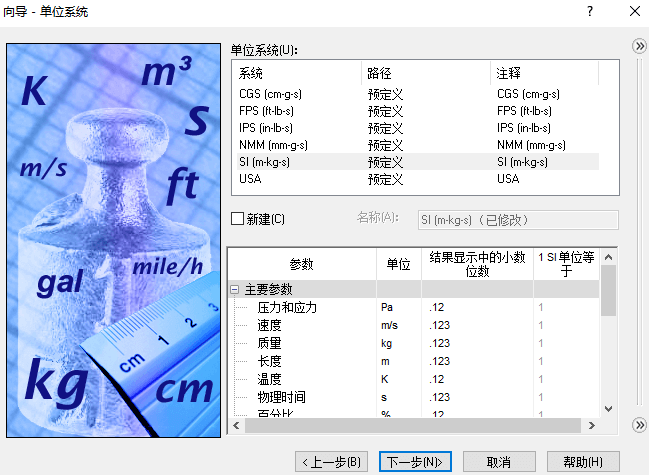 向导 - 单位系统
? ×
K
m³
s
m/s
ft
gal
mile/h
cm 1 2 3
kg
cm
单位系统(U):
系统 路径 注释
CGS (cm-g-s) 预定义 CGS (cm-g-s)
FPS (ft-lb-s) 预定义 FPS (ft-lb-s)
IPS (in-lb-s) 预定义 IPS (in-lb-s)
NMM (mm-g-s) 预定义 NMM (mm-g-s)
SI (m-kg-s) 预定义 SI (m-kg-s)
USA 预定义 USA
新建(C) 名称(A): SI (m-kg-s)（已修改）
参数 单位 结果显示中的小数位数 1 SI 单位等于
主要参数
压力和应力 Pa .12 1
速度 m/s .123 1
质量 kg .123 1
长度 m .123 1
温度 K .12 1
物理时间 s .123 1
百分比 % .12 1
<上一步(B) 下一步(N)> 取消 帮助(H)